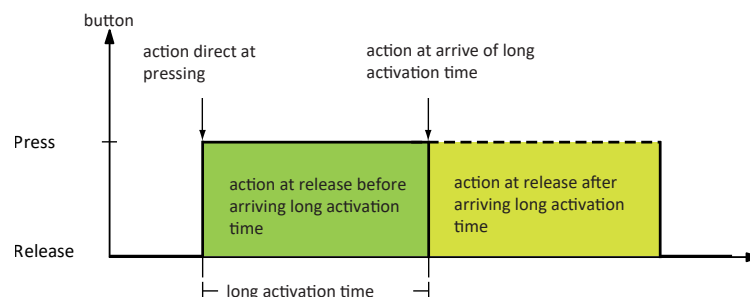 button
action direct at
pressing
action at arrive of long
activation time
Press
action at release before
arriving long activation
time
action at release after
arriving long activation
time
Release
long activation time